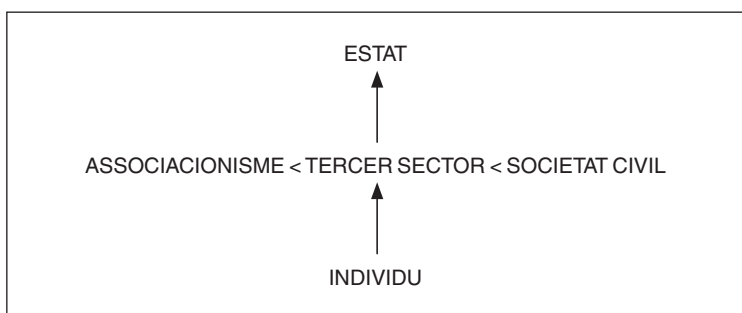 ESTAT
ASSOCIACIONISME < TERCER SECTOR < SOCIETAT CIVIL
INDIVIDU